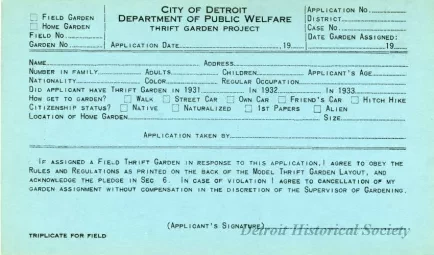 CITY OF DETROIT
DEPARTMENT OF PUBLIC WELFARE
THRIFT GARDEN PROJECT
FIELD GARDEN
HOME GARDEN
FIELD NO.
GARDEN NO. APPLICATION DATE 19
APPLICATION NO.
DISTRICT
CASE NO.
DATE GARDEN ASSIGNED:
19
NAME ADDRESS
NUMBER IN FAMILY ADULTS CHILDREN APPLICANT'S AGE
NATIONALITY COLOR REGULAR OCCUPATION
DID APPLICANT HAVE THRIFT GARDEN IN 1931 IN 1932 IN 1933
HOW GET TO GARDEN? WALK STREET CAR OWN CAR FRIEND'S CAR HITCH HIKE
CITIZENSHIP STATUS? NATIVE NATURALIZED 1ST PAPERS ALIEN
LOCATION OF HOME GARDEN SIZE
APPLICATION TAKEN BY
IF ASSIGNED A FIELD THRIFT GARDEN IN RESPONSE TO THIS APPLICATION, I AGREE TO OBEY THE
RULES AND REGULATIONS AS PRINTED ON THE BACK OF THE MODEL THRIFT GARDEN LAYOUT, AND
ACKNOWLEDGE THE PLEDGE IN SEC 6. IN CASE OF VIOLATION I AGREE TO CANCELLATION OF MY
GARDEN ASSIGNMENT WITHOUT COMPENSATION IN THE DISCRETION OF THE SUPERVISOR OF GARDENING.
(APPLICANT'S SIGNATURE)
Detroit Historical Society
TRIPLICATE FOR FIELD